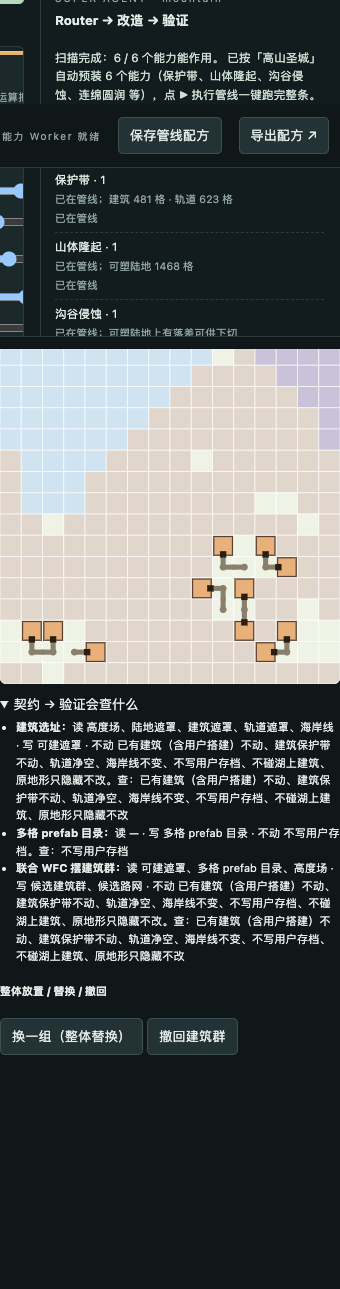 Router → 改造 → 验证
扫描完成：6 / 6 个能力能作用。 已按「高山圣城」
自动预装 6 个能力（保护带、山体隆起、沟谷侵
蚀、连绵圆润 等），点 ▶ 执行管线一键跑完整条。
能力 Worker 就绪
保存管线配方
导出配方 ↗
保护带 · 1
已在管线；建筑 481 格 · 轨道 623 格
已在管线
山体隆起 · 1
已在管线；可塑陆地 1468 格
已在管线
沟谷侵蚀 · 1
已在管线；可塑陆地上有落差可供下切
▼ 契约 → 验证会查什么
• 建筑选址：读 高度场、陆地遮罩、建筑遮罩、轨道遮罩、海岸线
· 写 可建遮罩 · 不动 已有建筑（含用户搭建）不动、建筑保护带
不动、轨道净空、海岸线不变、不写用户存档、不碰湖上建筑、
原地形只隐藏不改。查：已有建筑（含用户搭建）不动、建筑保
护带不动、轨道净空、海岸线不变、不写用户存档、不碰湖上建
筑、原地形只隐藏不改
• 多格 prefab 目录：读 — · 写 多格 prefab 目录 · 不动 不写用户存
档。查：不写用户存档
• 联合 WFC 摆建筑群：读 可建遮罩、多格 prefab 目录、高度场 ·
写 候选建筑群、候选路网 · 不动 已有建筑（含用户搭建）不动、
建筑保护带不动、轨道净空、海岸线不变、不写用户存档、不碰
湖上建筑、原地形只隐藏不改。查：已有建筑（含用户搭建）不
动、建筑保护带不动、轨道净空、海岸线不变、不写用户存档、
不碰湖上建筑、原地形只隐藏不改
整体放置 / 替换 / 撤回
换一组（整体替换）
撤回建筑群